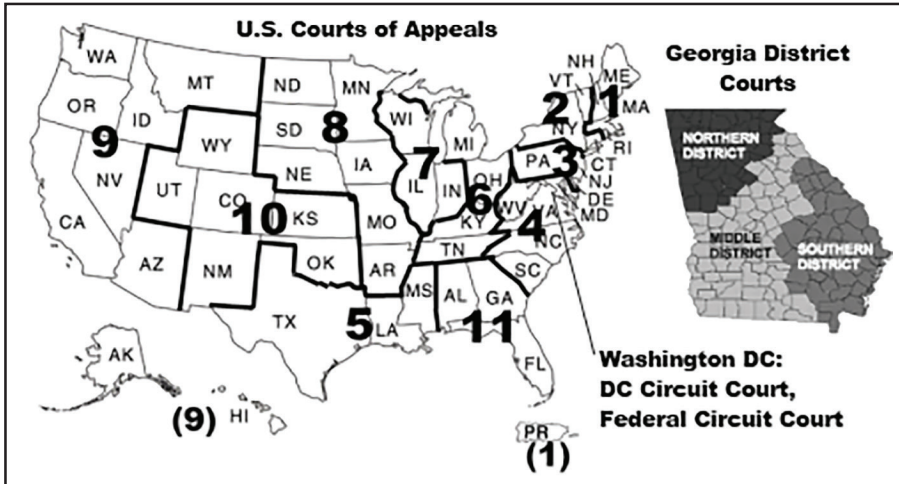 U.S. Courts of Appeals
WA
MT
ND
MN
OR
ID
WY
SD
WI
MI
9
8
7
NE
IA
NV
UT
CO
10
KS
CA
IL
IN
OH
6
MO
KY
WV
VA
4
NC
TN
SC
AZ
NM
OK
AR
TX
5
LA
MS
AL
GA
11
FL
AK
(9)
HI
PR
(1)
NH
VT
ME
2
1
MA
NY
PA
3
RI
CT
NJ
DE
MD
Georgia District
Courts
NORTHERN
DISTRICT
MIDDLE
DISTRICT
SOUTHERN
DISTRICT
Washington DC:
DC Circuit Court,
Federal Circuit Court